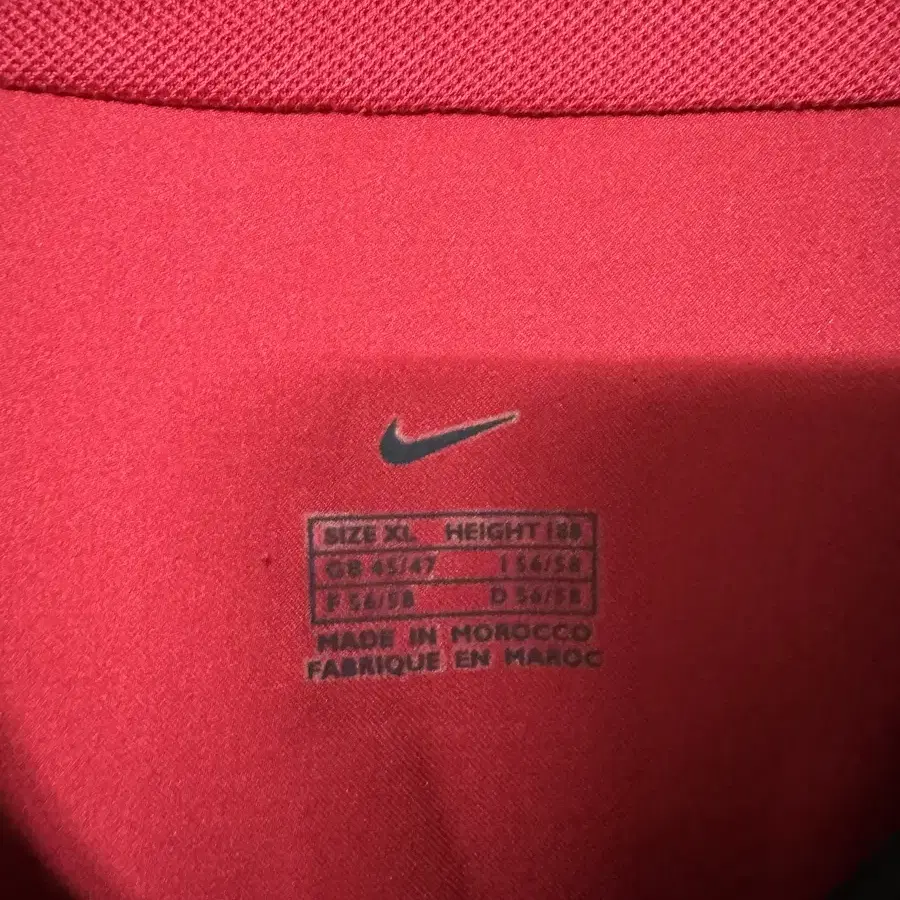 SIZE XL HEIGHT 188
GB 45/47 I 56/58
F 56/58 D 56/58
MADE IN MOROCCO
FABRIQUE EN MAROC